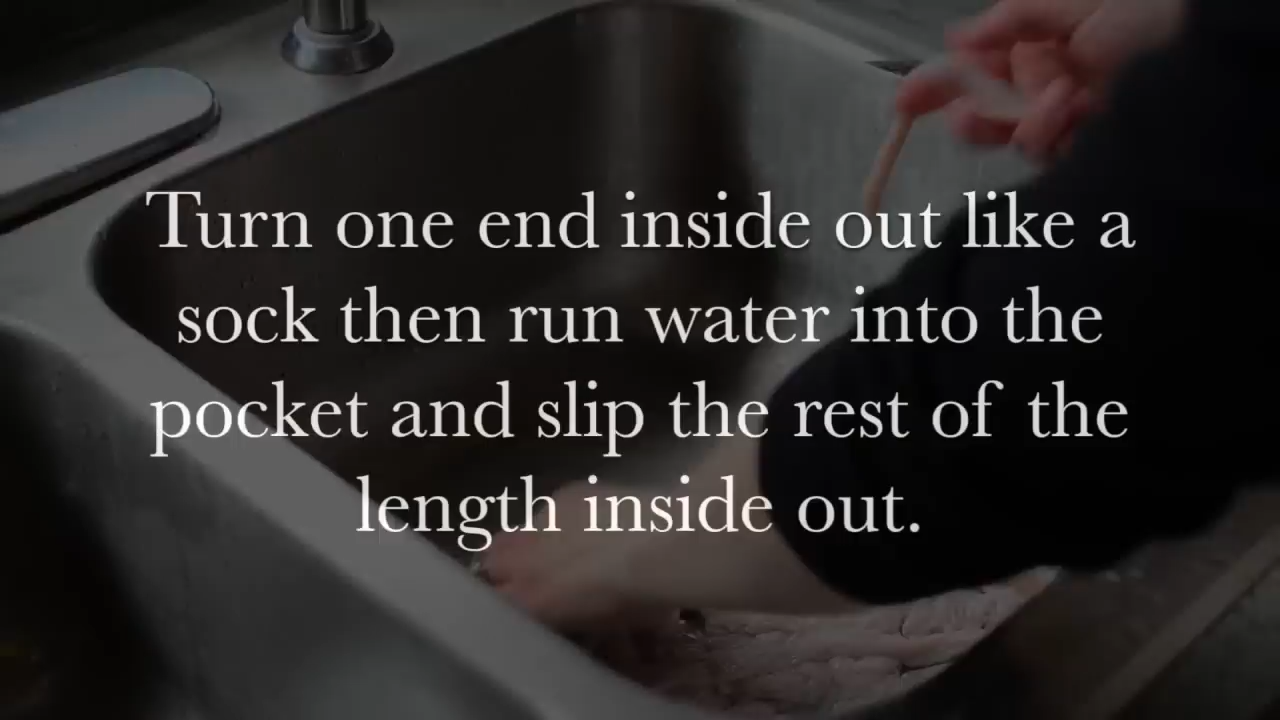 Turn one end inside out like a
sock then run water into the
pocket and slip the rest of the
length inside out.